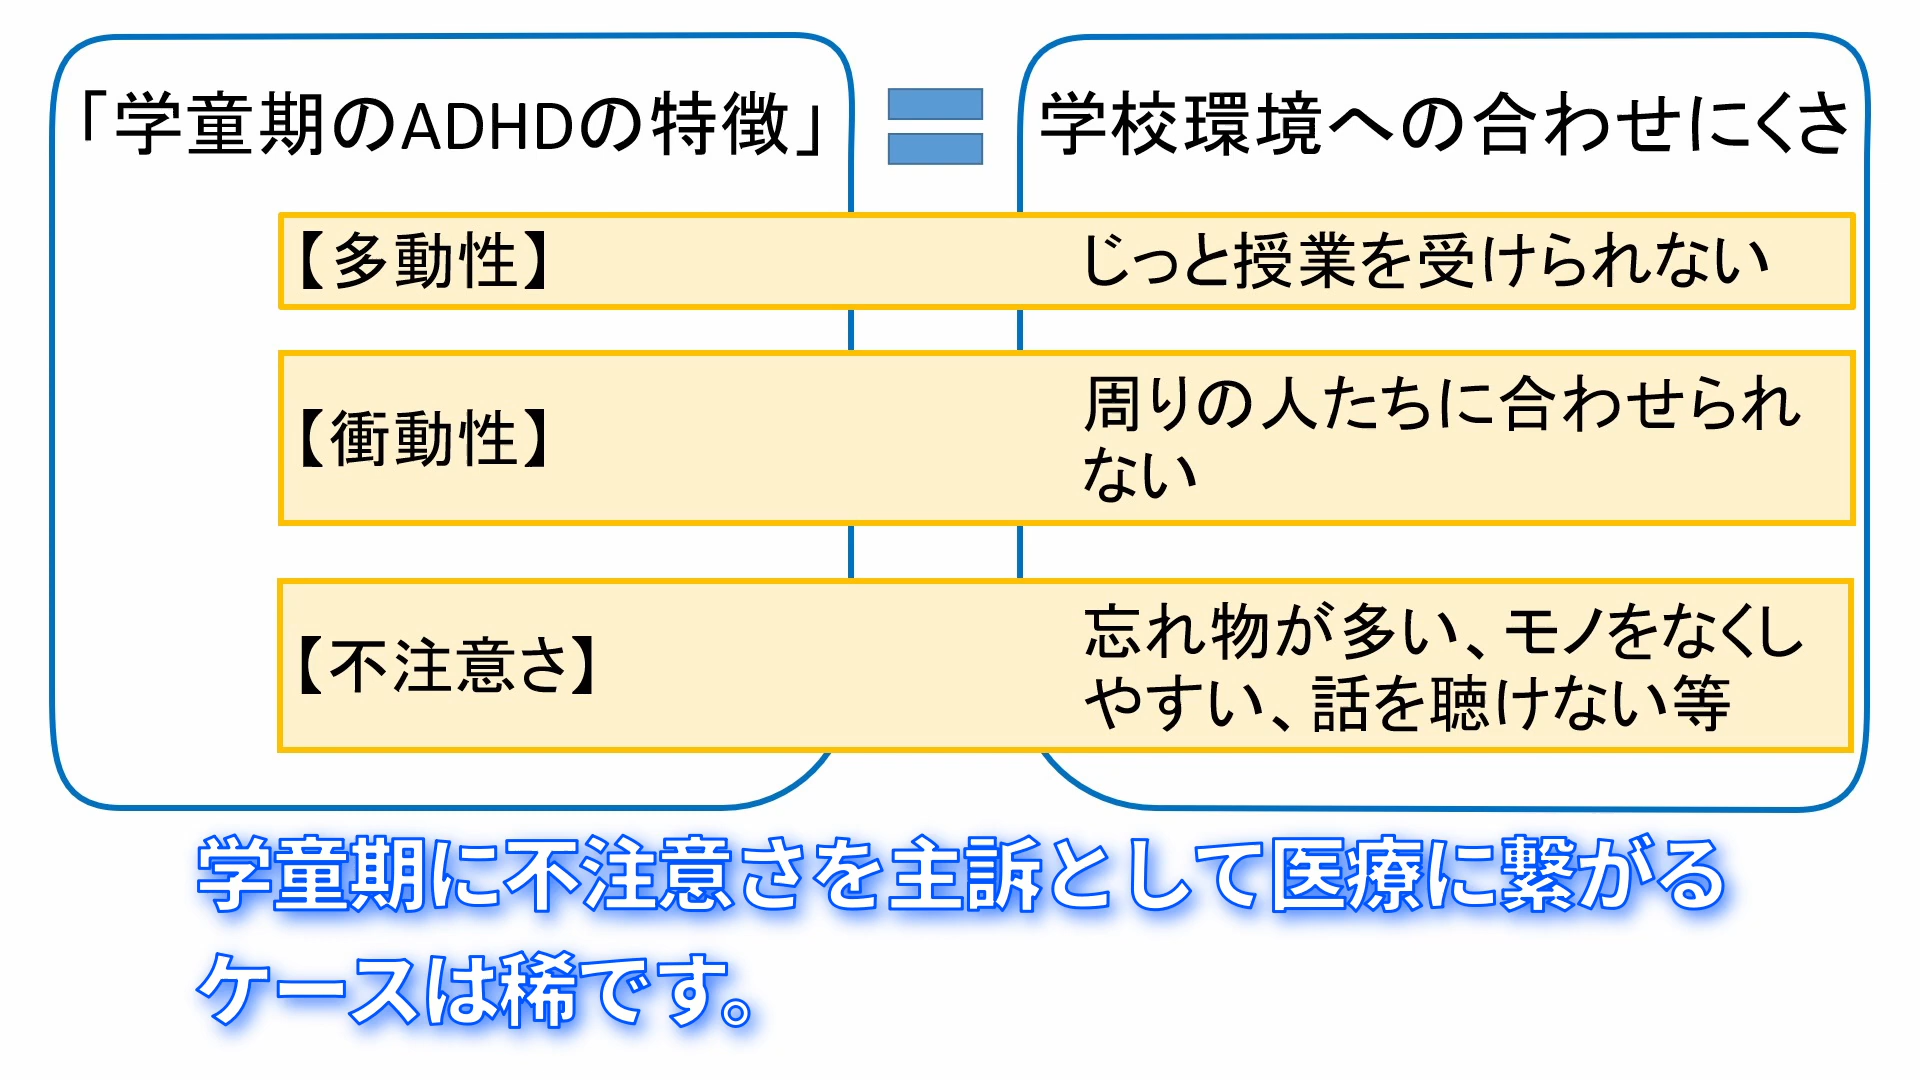 「学童期のADHDの特徴」
学校環境への合わせにくさ
【多動性】
じっと授業を受けられない
【衝動性】
周りの人たちに合わせられ
ない
【不注意さ】
忘れ物が多い、モノをなくし
やすい、話を聴けない等
学童期に不注意さを主訴として医療に繋がる
ケースは稀です。